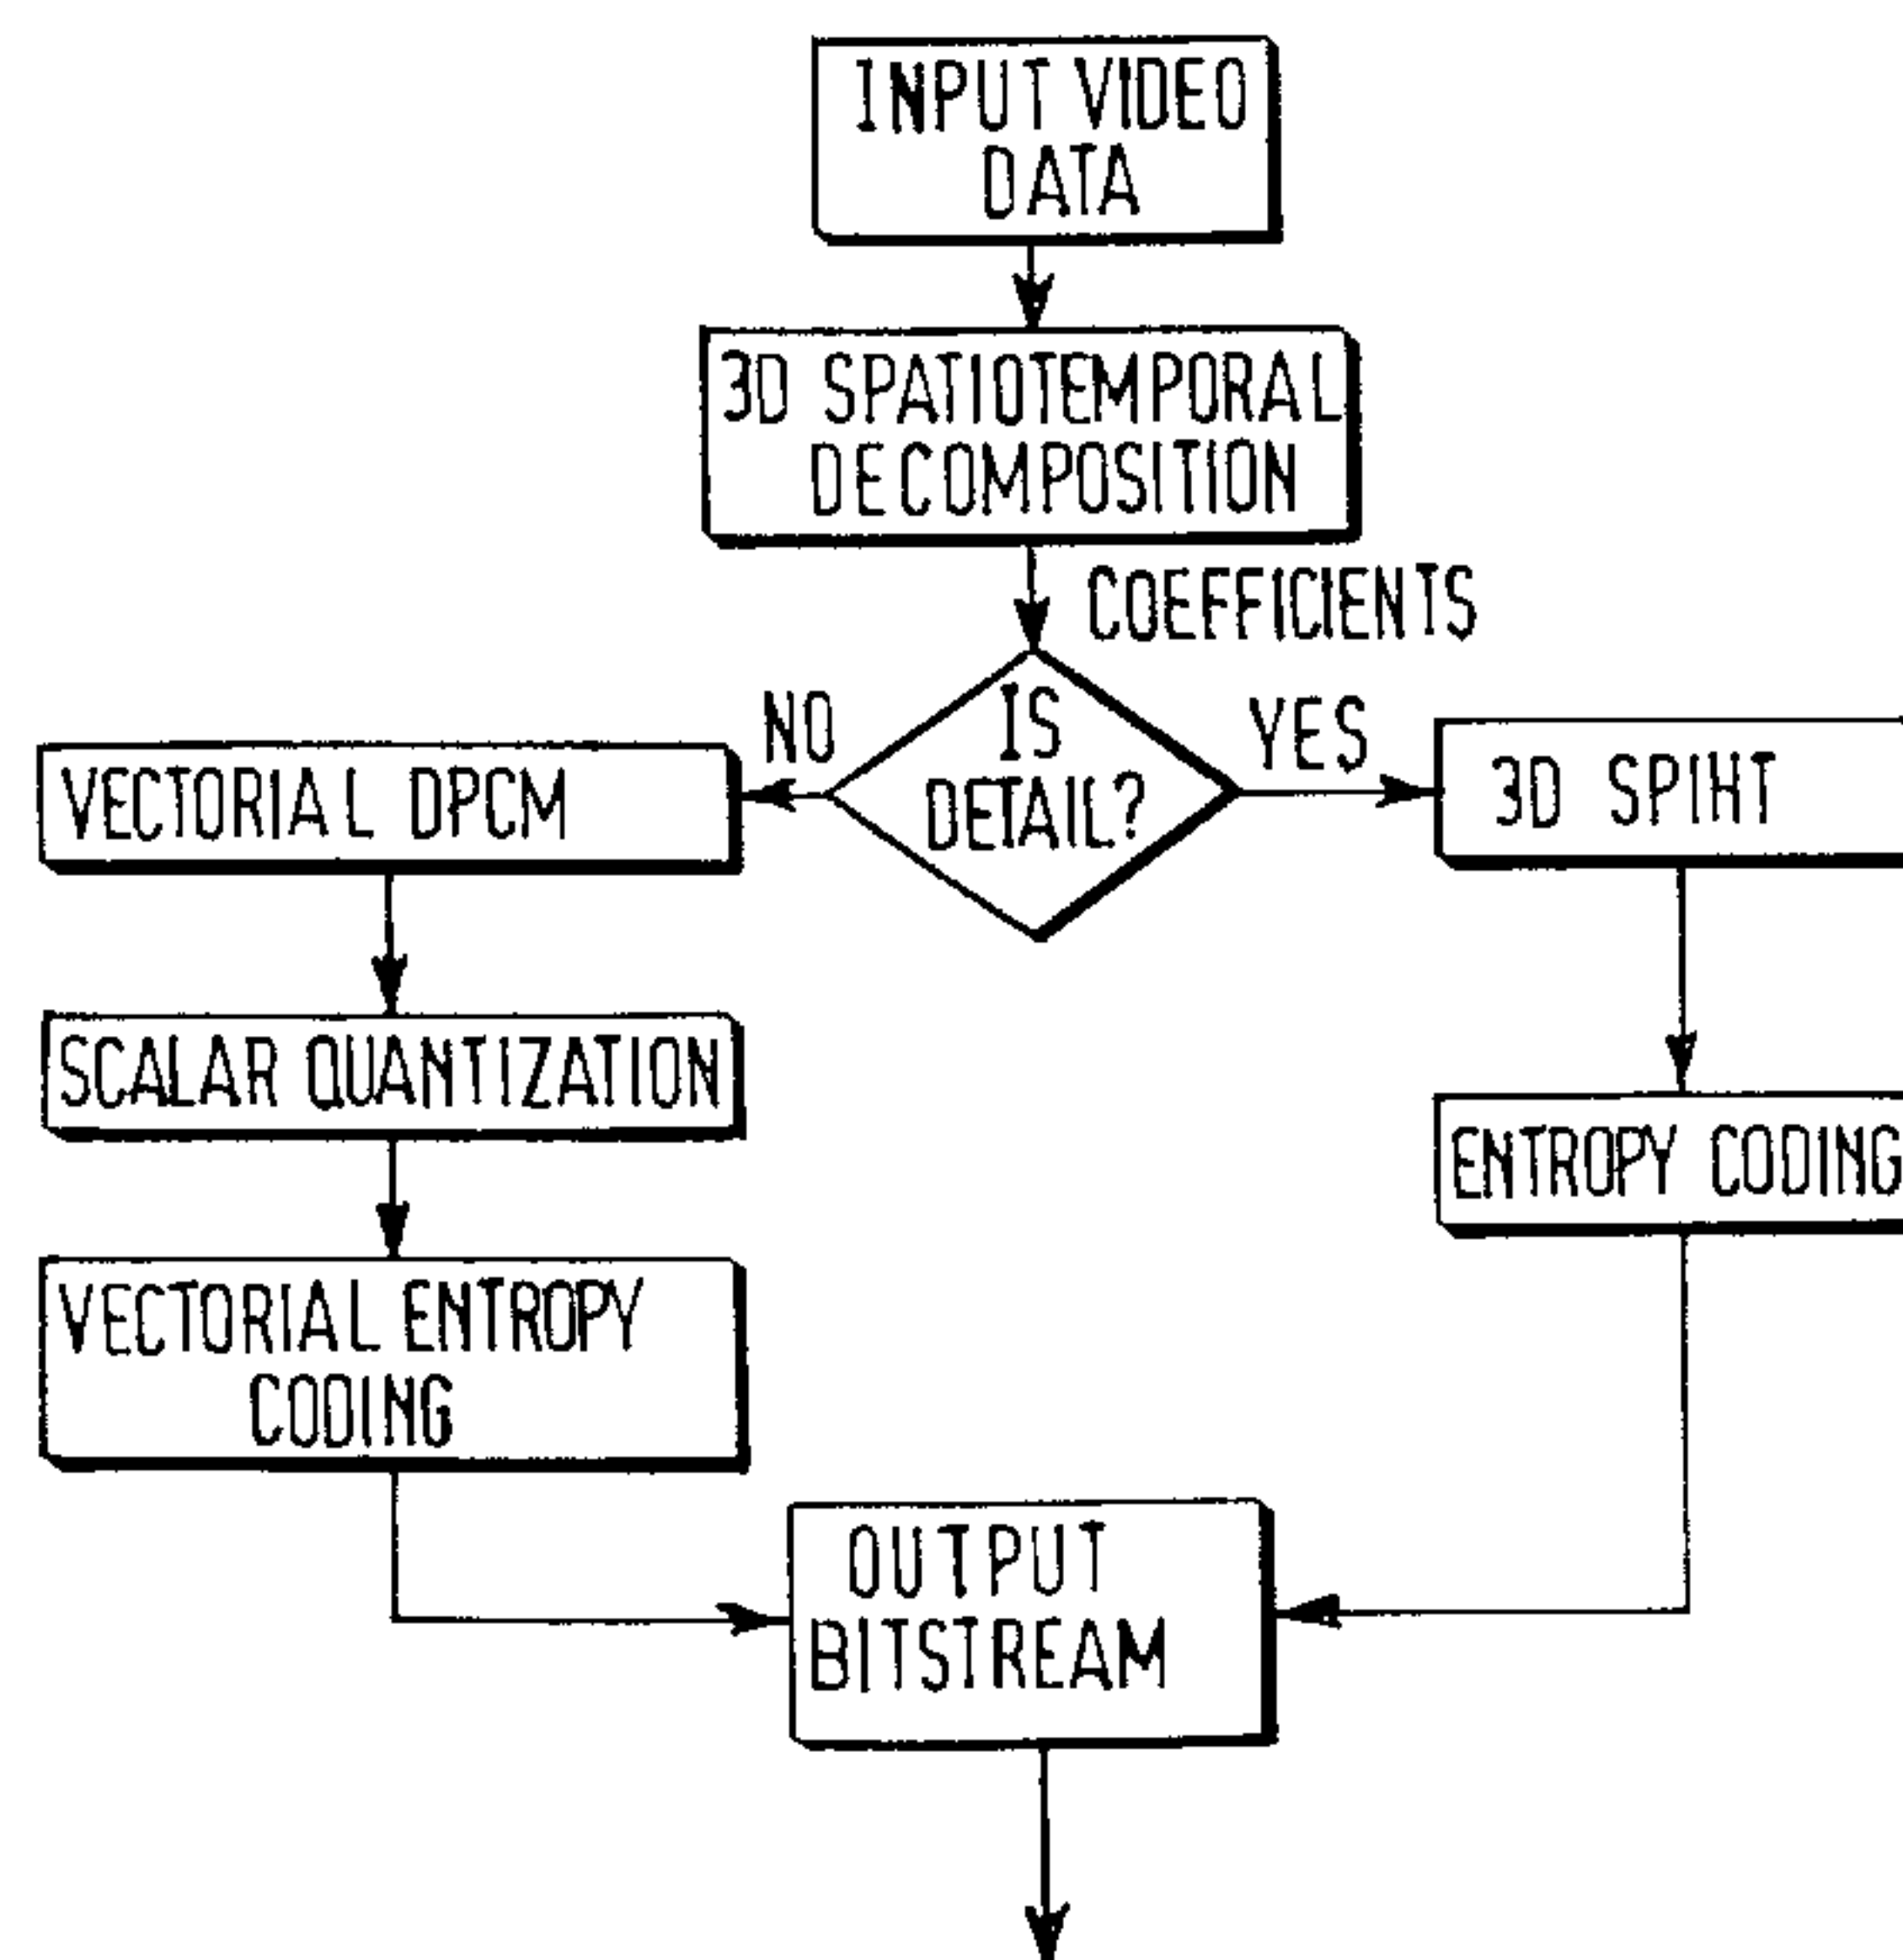 INPUT VIDEO
DATA
3D SPATIOTEMPORAL
DECOMPOSITION
COEFFICIENTS
NO
IS
DETAIL?
YES
VECTORIAL DPCM
3D SPIHT
SCALAR QUANTIZATION
ENTROPY CODING
VECTORIAL ENTROPY
CODING
OUTPUT
BITSTREAM